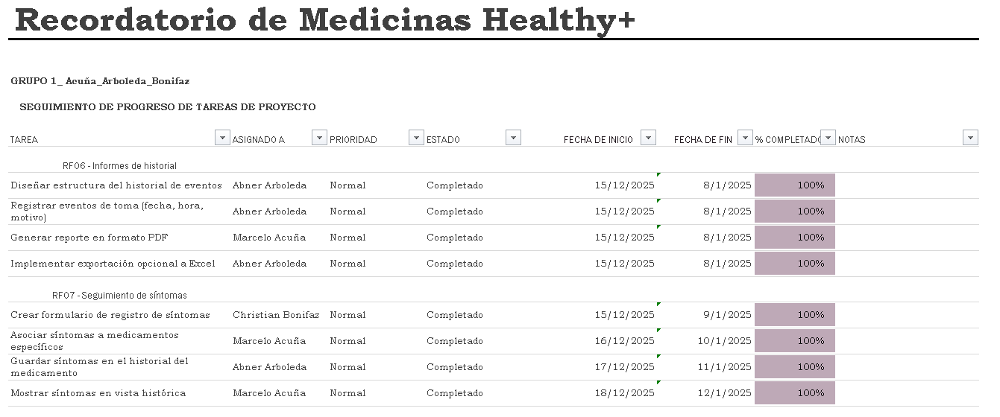 Recordatorio de Medicinas Healthy+
GRUPO 1_ Acuña_Arboleda_Bonifaz
SEGUIMIENTO DE PROGRESO DE TAREAS DE PROYECTO
TAREA ASIGNADO A PRIORIDAD ESTADO FECHA DE INICIO FECHA DE FIN % COMPLETADO NOTAS
RF06 - Informes de historial
Diseñar estructura del historial de eventos Abner Arboleda Normal Completado 15/12/2025 8/1/2025 100%
Registrar eventos de toma (fecha, hora,
motivo) Abner Arboleda Normal Completado 15/12/2025 8/1/2025 100%
Generar reporte en formato PDF Marcelo Acuña Normal Completado 15/12/2025 8/1/2025 100%
Implementar exportación opcional a Excel Abner Arboleda Normal Completado 15/12/2025 8/1/2025 100%
RF07 - Seguimiento de síntomas
Crear formulario de registro de síntomas Christian Bonifaz Normal Completado 15/12/2025 9/1/2025 100%
Asociar síntomas a medicamentos
específicos Marcelo Acuña Normal Completado 16/12/2025 10/1/2025 100%
Guardar síntomas en el historial del
medicamento Abner Arboleda Normal Completado 17/12/2025 11/1/2025 100%
Mostrar síntomas en vista histórica Marcelo Acuña Normal Completado 18/12/2025 12/1/2025 100%